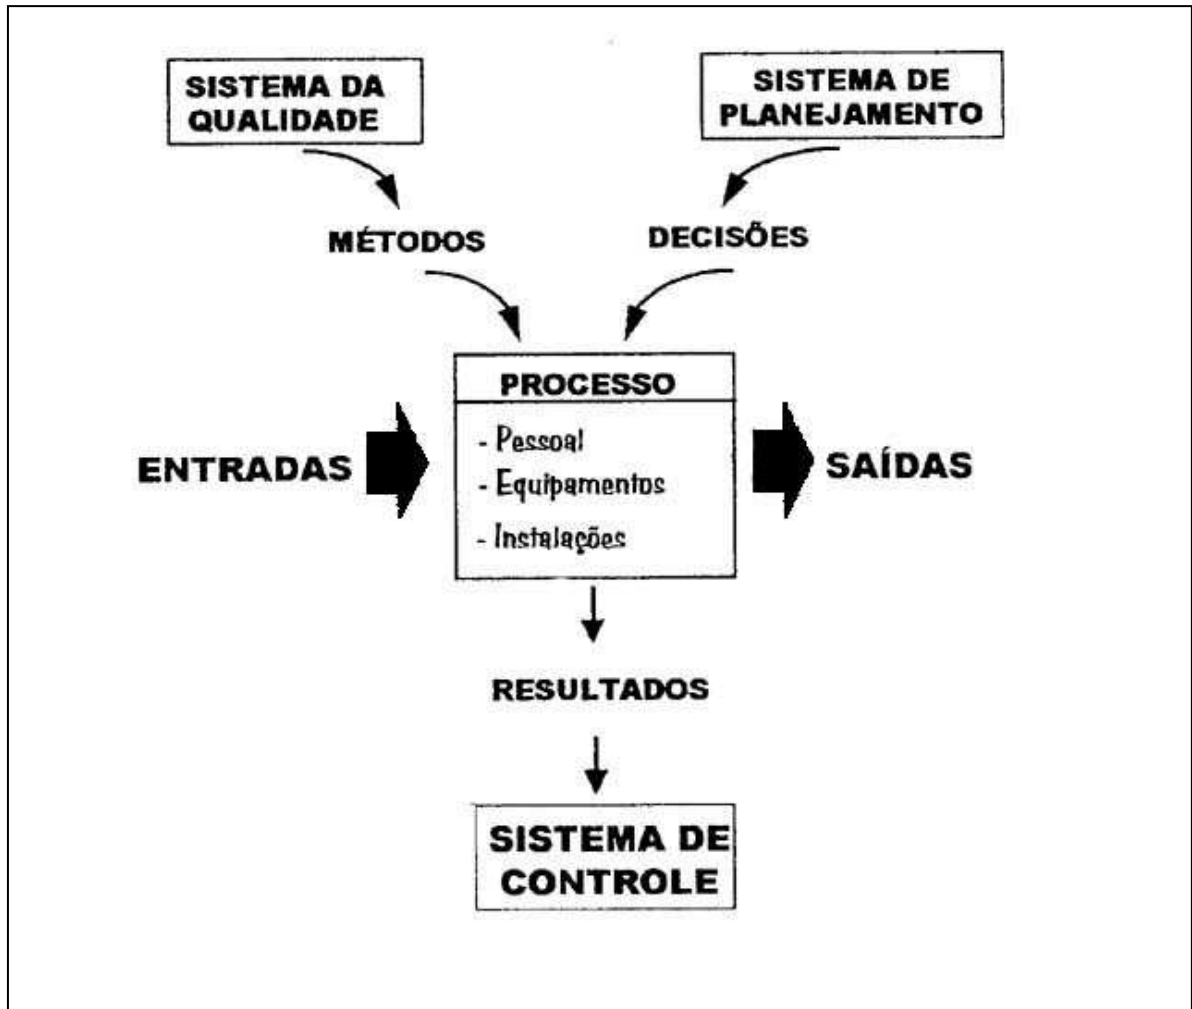 SISTEMA DA
QUALIDADE
SISTEMA DE
PLANEJAMENTO
MÉTODOS
DECISÕES
PROCESSO
- Pessoal
- Equipamentos
- Instalações
ENTRADAS
SAÍDAS
RESULTADOS
SISTEMA DE
CONTROLE